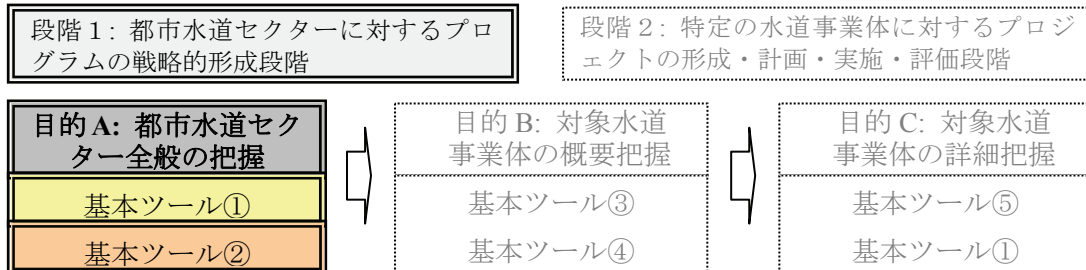 段階1: 都市水道セクターに対するプロ
グラムの戦略的形成段階
段階2: 特定の水道事業体に対するプロジ
ェクトの形成・計画・実施・評価段階
目的A: 都市水道セク
ター全般の把握
基本ツール①
基本ツール②
目的B: 対象水道
事業体の概要把握
基本ツール③
基本ツール④
目的C: 対象水道
事業体の詳細把握
基本ツール⑤
基本ツール①